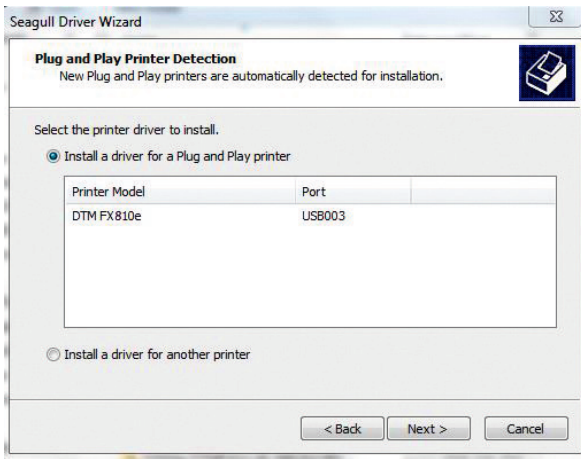 Seagull Driver Wizard
Plug and Play Printer Detection
New Plug and Play printers are automatically detected for installation.
Select the printer driver to install.
Install a driver for a Plug and Play printer
Printer Model Port
DTM FX810e USB003
Install a driver for another printer
< Back Next > Cancel